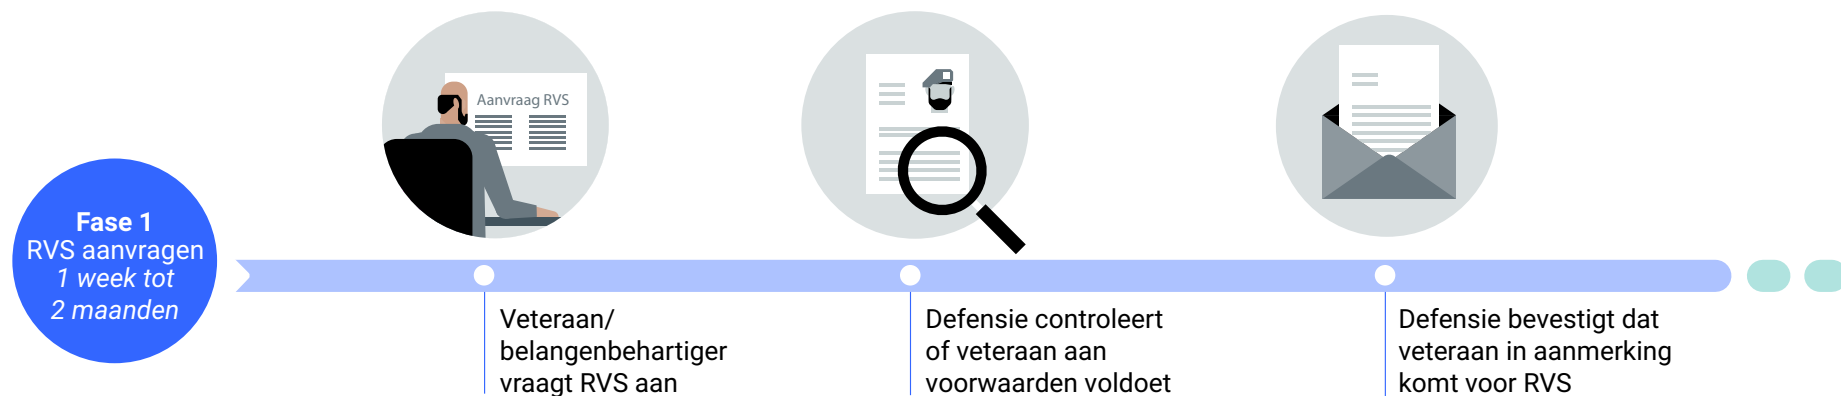 Aanvraag RVS
Fase 1
RVS aanvragen
1 week tot
2 maanden
Veteraan/
belangenbehartiger
vraagt RVS aan
Defensie controleert
of veteraan aan
voorwaarden voldoet
Defensie bevestigt dat
veteraan in aanmerking
komt voor RVS